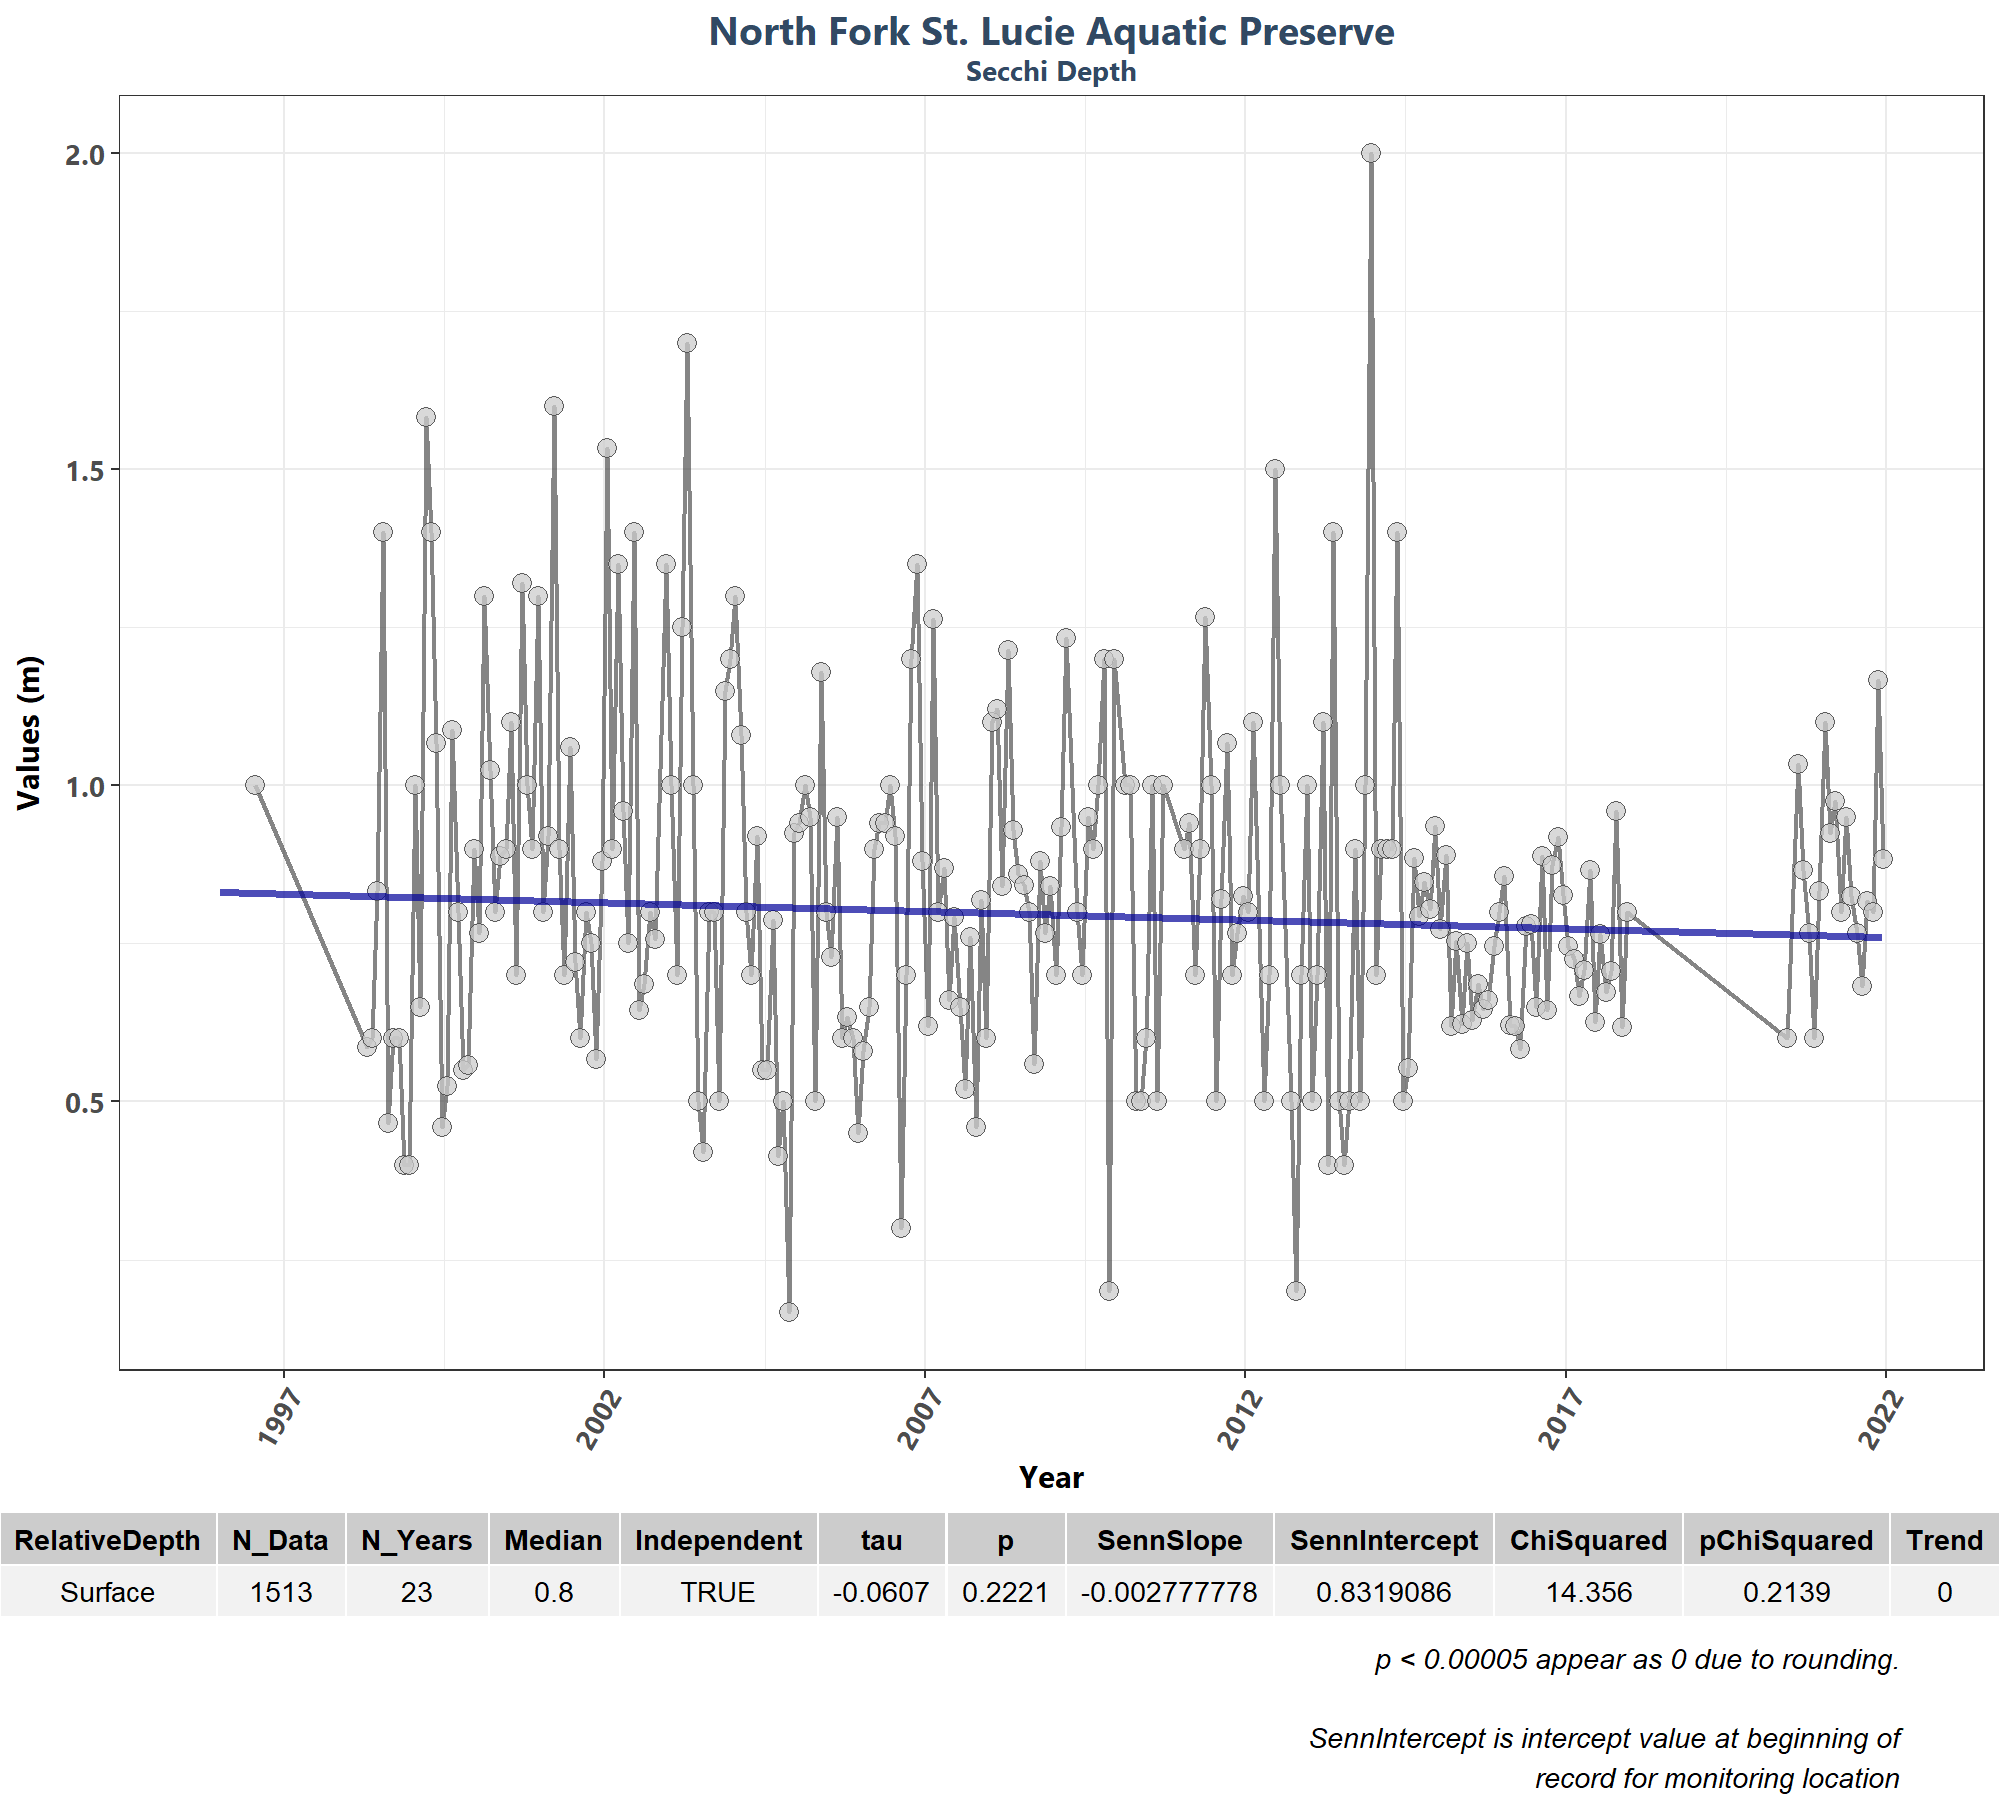 North Fork St. Lucie Aquatic Preserve
Secchi Depth
Values (m)
2.0
1.5
1.0
0.5
1997 2002 2007 2012 2017 2022
Year
RelativeDepth N_Data N_Years Median Independent tau p SennSlope SennIntercept ChiSquared pChiSquared Trend
Surface 1513 23 0.8 TRUE -0.0607 0.2221 -0.002777778 0.8319086 14.356 0.2139 0
p < 0.00005 appear as 0 due to rounding.
SennIntercept is intercept value at beginning of
record for monitoring location